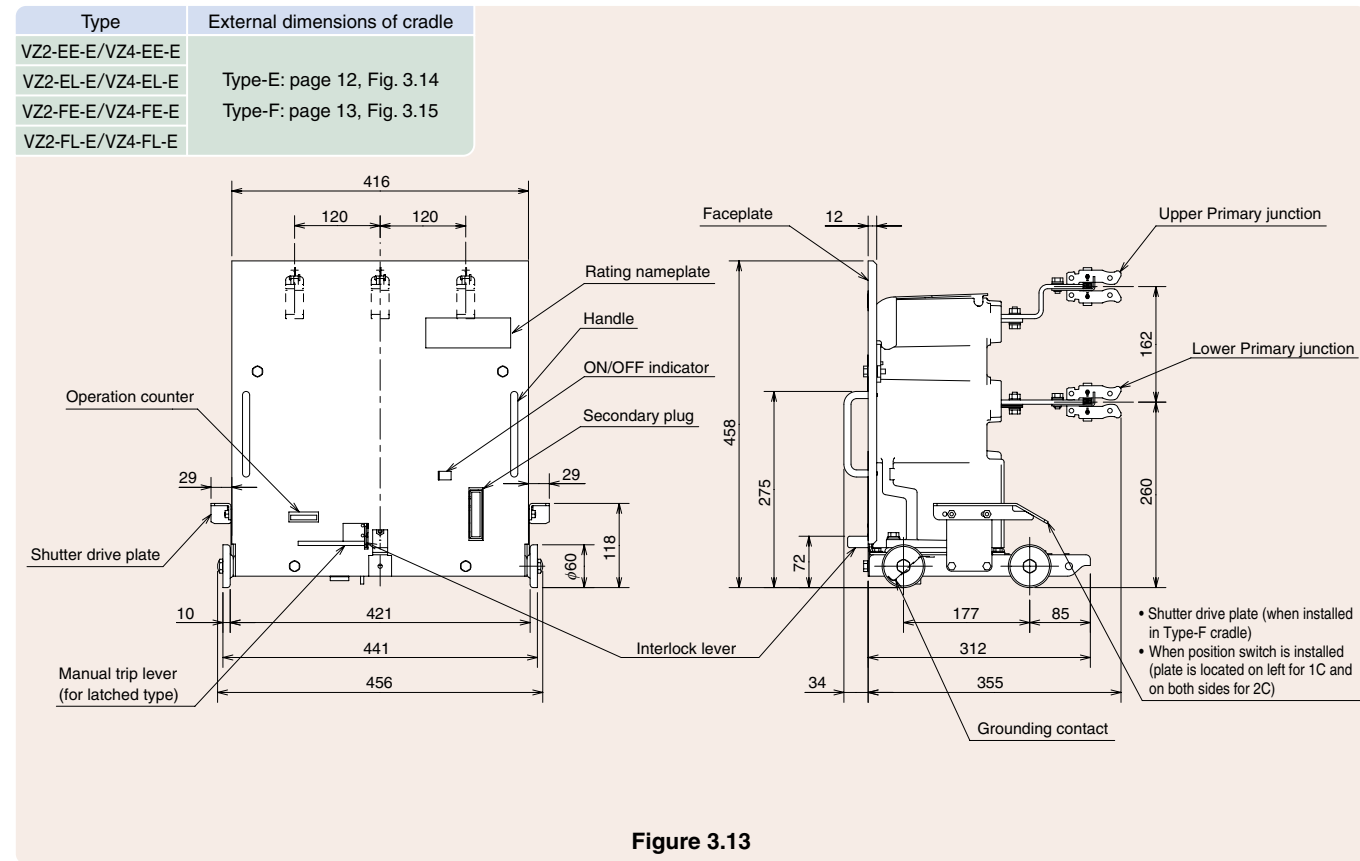 Type External dimensions of cradle
VZ2-EE-E/VZ4-EE-E
VZ2-EL-E/VZ4-EL-E
VZ2-FE-E/VZ4-FE-E
VZ2-FL-E/VZ4-FL-E
Type-E: page 12, Fig. 3.14
Type-F: page 13, Fig. 3.15
416
120 120
Rating nameplate
Handle
ON/OFF indicator
Operation counter
Secondary plug
29
29
Shutter drive plate
118
ϕ60
10
421
441
456
Manual trip lever
(for latched type)
Interlock lever
Faceplate
12
Upper Primary junction
162
Lower Primary junction
458
275
260
72
177
85
312
34
355
• Shutter drive plate (when installed
in Type-F cradle)
• When position switch is installed
(plate is located on left for 1C and
on both sides for 2C)
Grounding contact
Figure 3.13